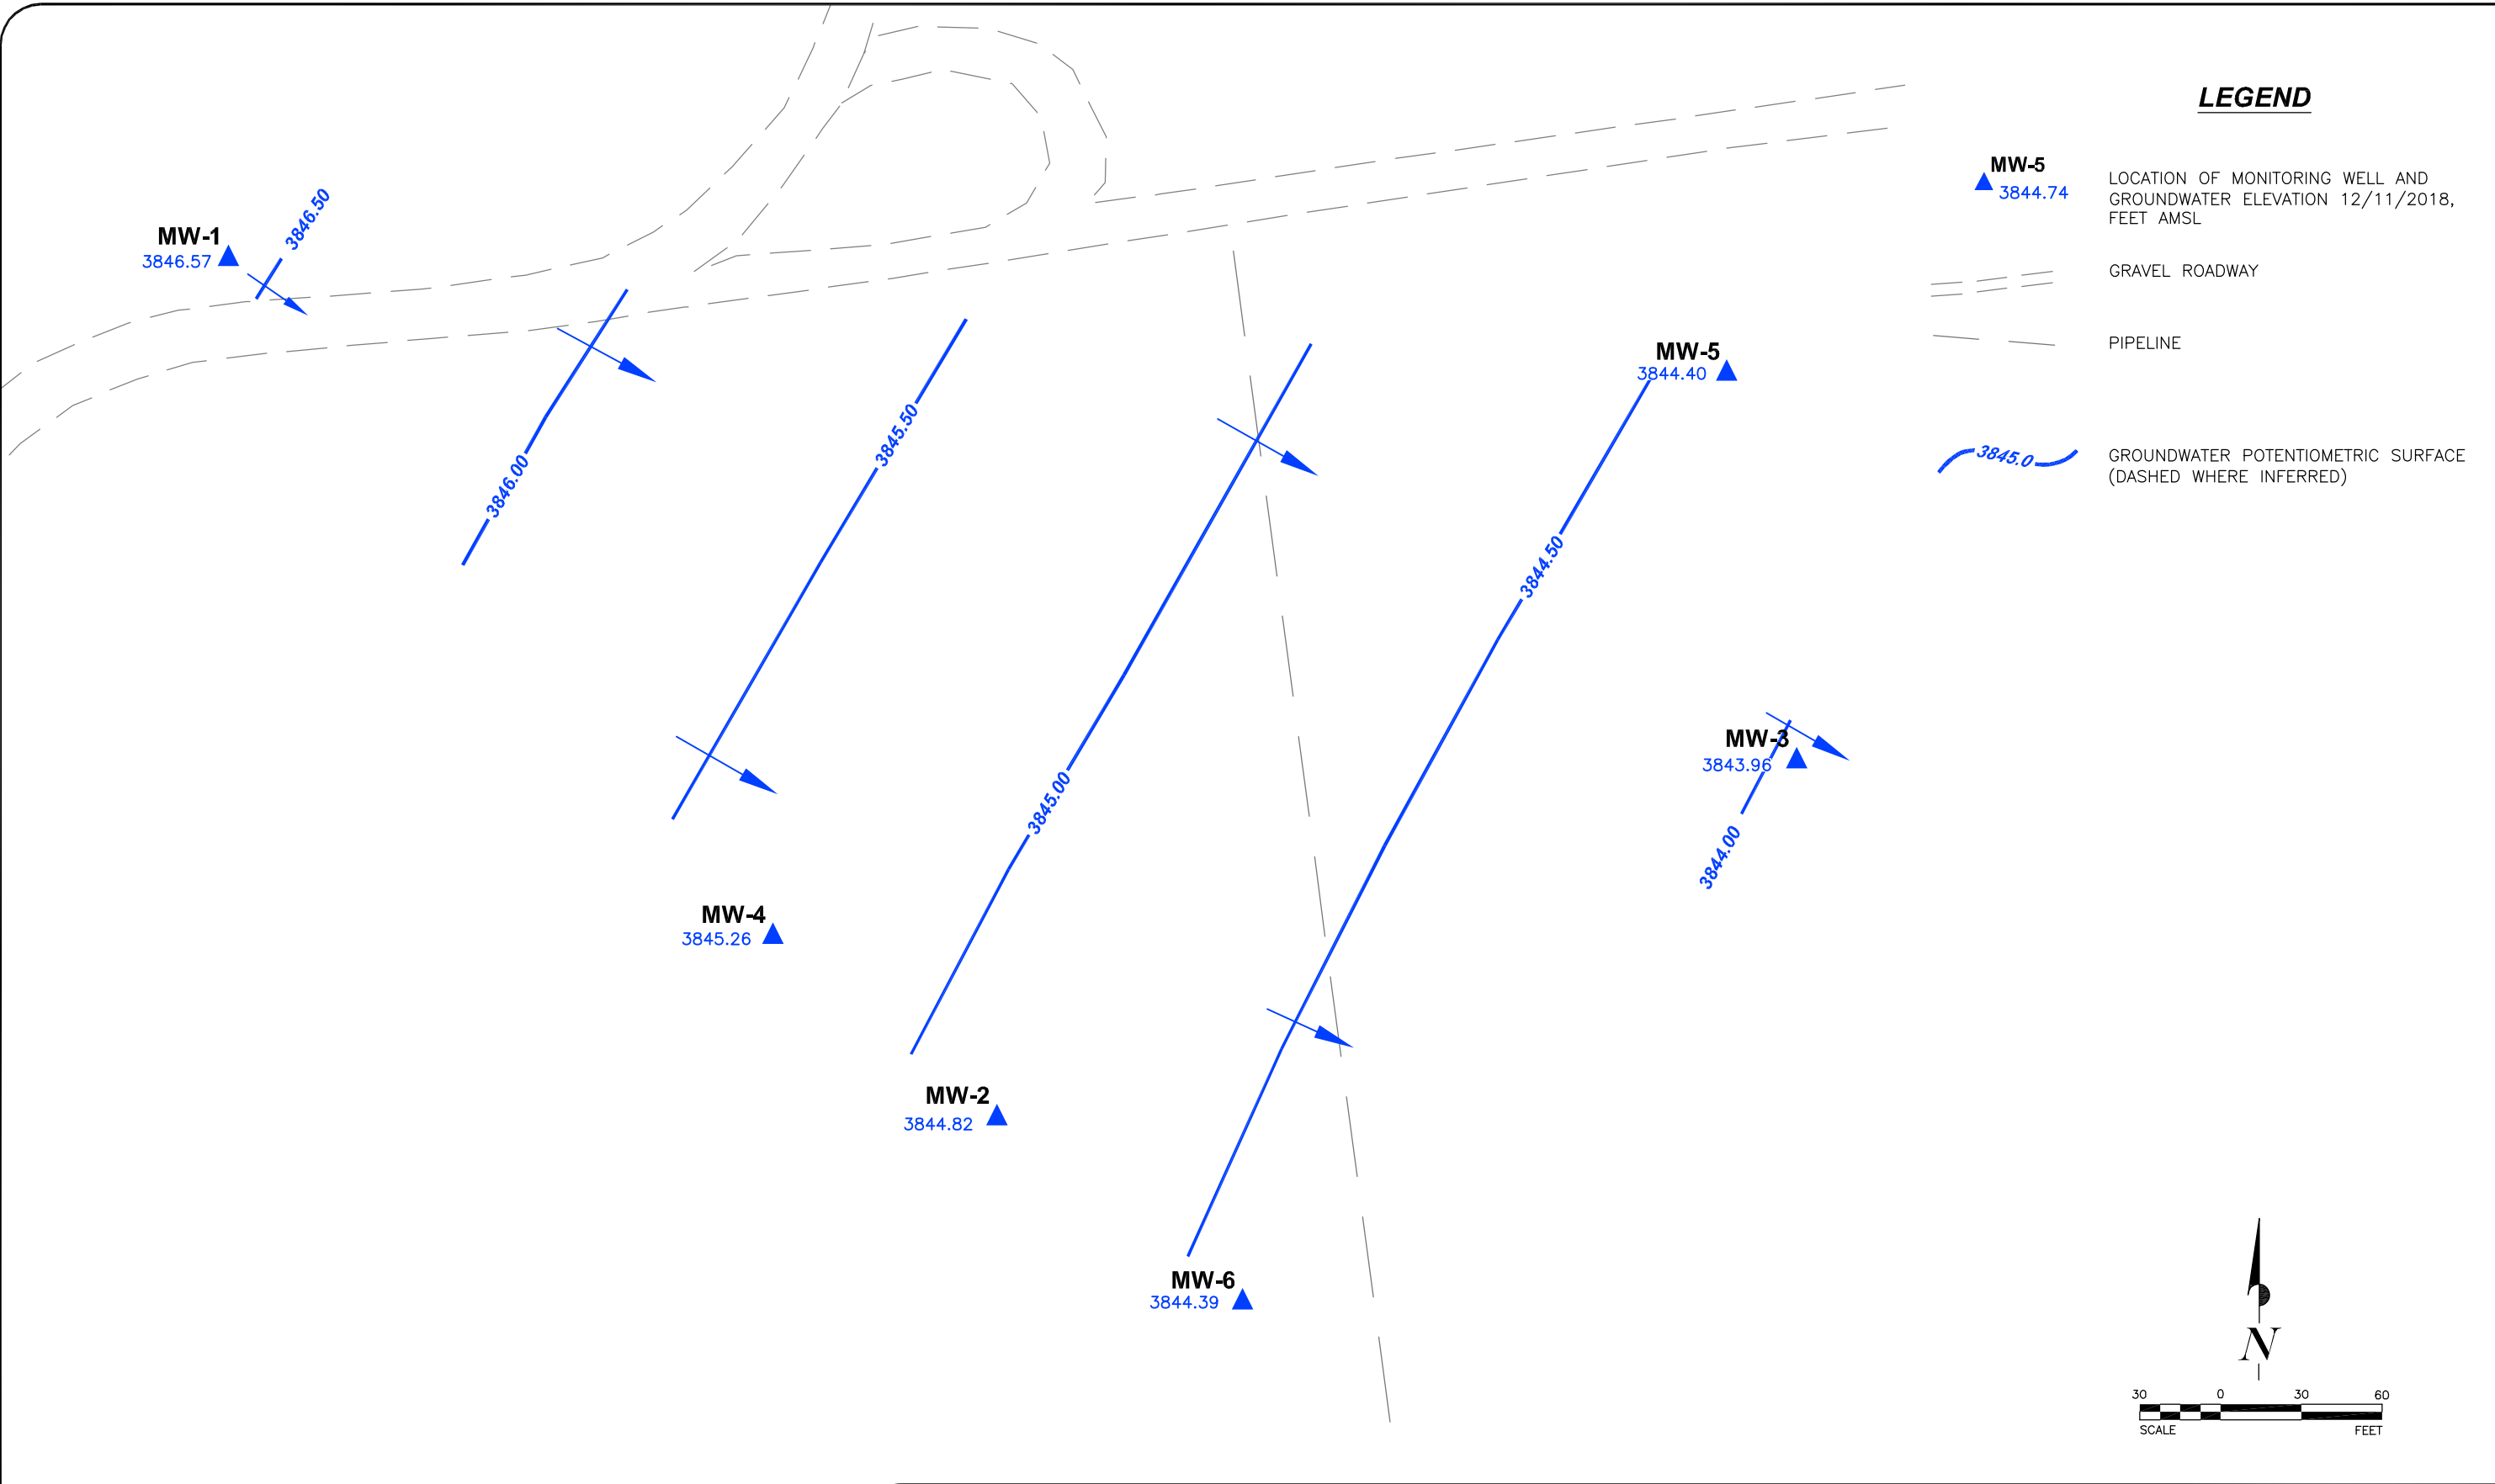 LEGEND
MW-5
3844.74
LOCATION OF MONITORING WELL AND
GROUNDWATER ELEVATION 12/11/2018,
FEET AMSL
GRAVEL ROADWAY
PIPELINE
3845.0
GROUNDWATER POTENTIOMETRIC SURFACE
(DASHED WHERE INFERRED)
MW-1
3846.57
3846.50
3846.00
3845.50
3845.00
3844.50
MW-5
3844.40
MW-3
3843.96
3844.00
MW-4
3845.26
MW-2
3844.82
MW-6
3844.39
N
30 0 30 60
SCALE FEET